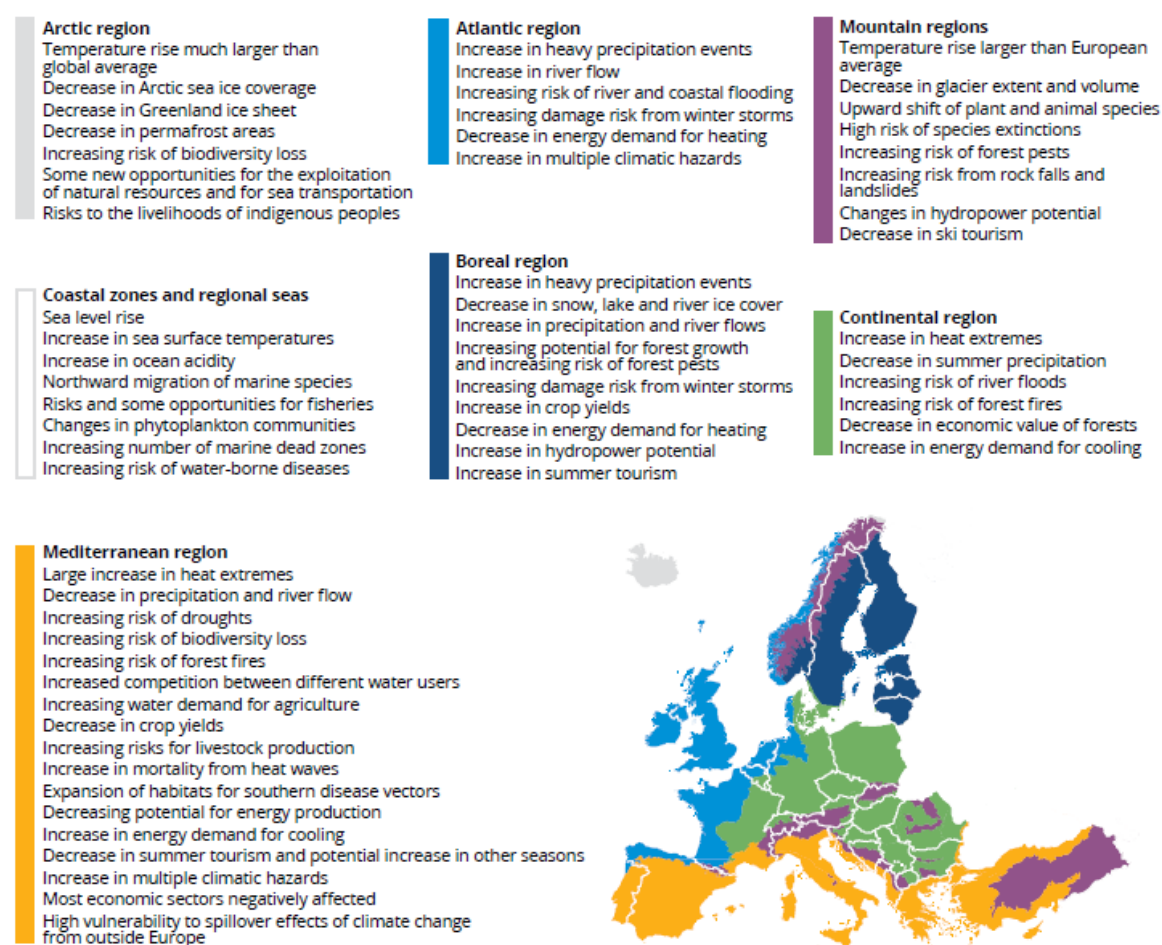 Arctic region
Temperature rise much larger than
global average
Decrease in Arctic sea ice coverage
Decrease in Greenland ice sheet
Decrease in permafrost areas
Increasing risk of biodiversity loss
Some new opportunities for the exploitation
of natural resources and for sea transportation
Risks to the livelihoods of indigenous peoples
Atlantic region
Increase in heavy precipitation events
Increase in river flow
Increasing risk of river and coastal flooding
Increasing damage risk from winter storms
Decrease in energy demand for heating
Increase in multiple climatic hazards
Mountain regions
Temperature rise larger than European
average
Decrease in glacier extent and volume
Upward shift of plant and animal species
High risk of species extinctions
Increasing risk of forest pests
Increasing risk from rock falls and
landslides
Changes in hydropower potential
Decrease in ski tourism
Coastal zones and regional seas
Sea level rise
Increase in sea surface temperatures
Increase in ocean acidity
Northward migration of marine species
Risks and some opportunities for fisheries
Changes in phytoplankton communities
Increasing number of marine dead zones
Increasing risk of water-borne diseases
Boreal region
Increase in heavy precipitation events
Decrease in snow, lake and river ice cover
Increase in precipitation and river flows
Increasing potential for forest growth
and increasing risk of forest pests
Increasing damage risk from winter storms
Increase in crop yields
Decrease in energy demand for heating
Increase in hydropower potential
Increase in summer tourism
Continental region
Increase in heat extremes
Decrease in summer precipitation
Increasing risk of river floods
Increasing risk of forest fires
Decrease in economic value of forests
Increase in energy demand for cooling
Mediterranean region
Large increase in heat extremes
Decrease in precipitation and river flow
Increasing risk of droughts
Increasing risk of biodiversity loss
Increasing risk of forest fires
Increased competition between different water users
Increasing water demand for agriculture
Decrease in crop yields
Increasing risks for livestock production
Increase in mortality from heat waves
Expansion of habitats for southern disease vectors
Decreasing potential for energy production
Increase in energy demand for cooling
Decrease in summer tourism and potential increase in other seasons
Increase in multiple climatic hazards
Most economic sectors negatively affected
High vulnerability to spillover effects of climate change
from outside Europe